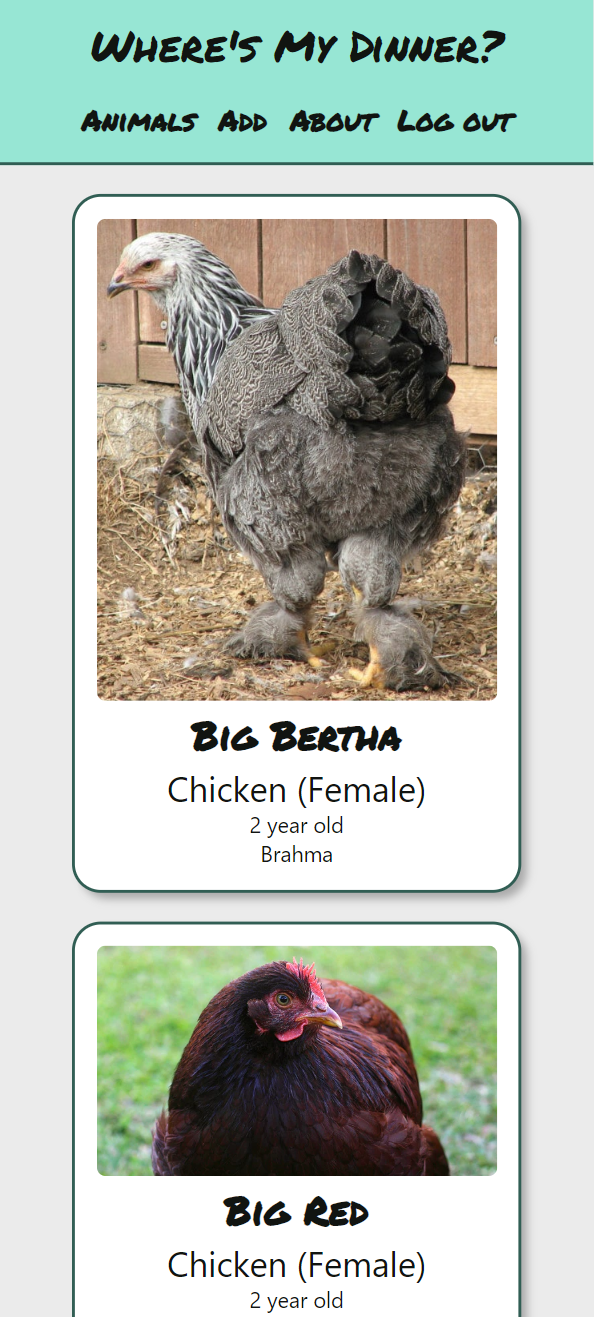 Where's My Dinner?
Animals Add About Log out
Big Bertha
Chicken (Female)
2 year old
Brahma
Big Red
Chicken (Female)
2 year old